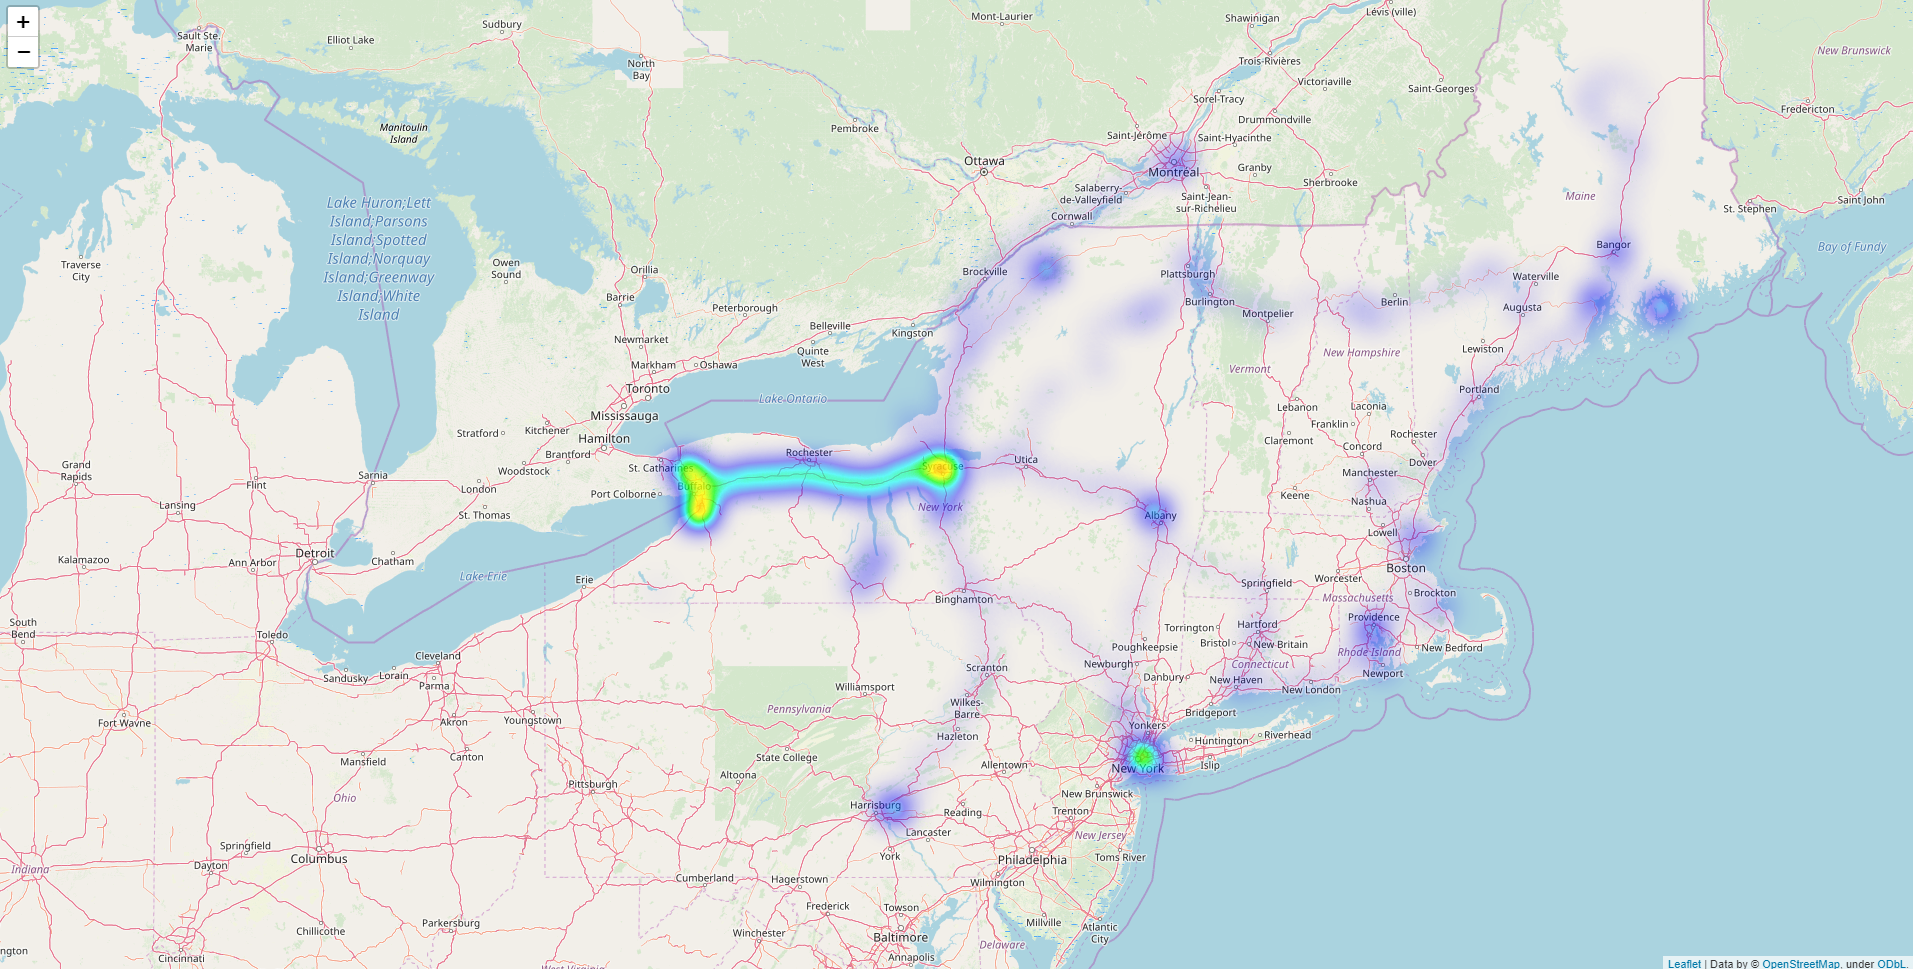 +
−
Sault Ste.
Marie
Elliot Lake
Sudbury
North
Bay
Mont-Laurier
Shawinigan
Lévis (ville)
Trois-Rivières
Victoriaville
Saint-Georges
New Brunswick
Fredericton
Manitoulin
Island
Pembroke
Sorel-Tracy
Drummondville
Saint-Jérôme
Saint-Hyacinthe
Ottawa
Montréal
Granby
Sherbrooke
Salaberry-
de-Valleyfield
Saint-Jean-
sur-Richelieu
Cornwall
Maine
St. Stephen
Saint John
Bay of Fundy
Lake Huron;Lett
Island;Parsons
Island;Spotted
Island;Norquay
Island;Greenway
Island;White
Island
Traverse
City
Owen
Sound
Orillia
Barrie
Peterborough
Brockville
Plattsburgh
Burlington
Montpelier
Berlin
Bangor
Waterville
Augusta
Newmarket
Belleville
Kingston
Quinte
West
Markham
Oshawa
Toronto
Mississauga
Lake Ontario
New Hampshire
Vermont
Lewiston
Portland
Lebanon
Laconia
Franklin
Rochester
Claremont
Concord
Dover
Manchester
Keene
Nashua
Lowell
Stratford
Kitchener
Hamilton
Brantford
Woodstock
St. Catharines
Buffalo
Port Colborne
Rochester
Syracuse
Utica
New York
Albany
Grand
Rapids
Flint
Sarnia
London
St. Thomas
Lansing
Kalamazoo
Ann Arbor
Detroit
Chatham
Lake Erie
Erie
Binghamton
Springfield
Worcester
Boston
Massachusetts
Brockton
South
Bend
Toledo
Sandusky
Lorain
Cleveland
Parma
Torrington
Hartford
Bristol
New Britain
Providence
Rhode Island
New Bedford
Poughkeepsie
Newburgh
Connecticut
Danbury
New Haven
New London
Newport
Scranton
Williamsport
Wilkes-
Barre
Bridgeport
Fort Wayne
Akron
Youngstown
Pennsylvania
Hazleton
Yonkers
Huntington
Riverhead
Islip
New York
Mansfield
Canton
State College
Altoona
Allentown
Pittsburgh
New Brunswick
Ohio
Harrisburg
Reading
Trenton
Lancaster
New Jersey
Springfield
Dayton
Columbus
York
Philadelphia
Toms River
Indiana
Cumberland
Hagerstown
Wilmington
Frederick
Towson
Millville
Atlantic
City
Chillicothe
Parkersburg
Winchester
Baltimore
Delaware
ngton
Cincinnati
Annapolis
West Virginia
Leaflet | Data by © OpenStreetMap, under ODbL.